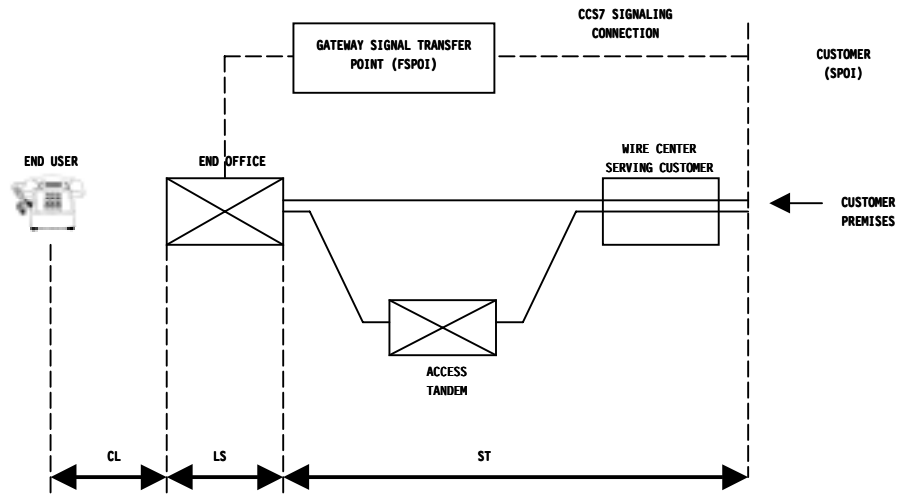 CCS7 SIGNALING
CONNECTION
GATEWAY SIGNAL TRANSFER
POINT (FSPOI)
CUSTOMER
(SPOI)
END USER
END OFFICE
WIRE CENTER
SERVING CUSTOMER
CUSTOMER
PREMISES
ACCESS
TANDEM
CL
LS
ST